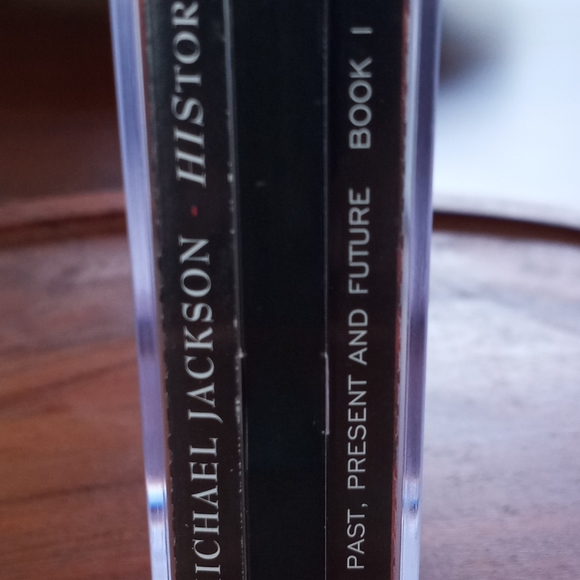 ICHAEL JACKSON · HISTOR
PAST, PRESENT AND FUTURE BOOK I